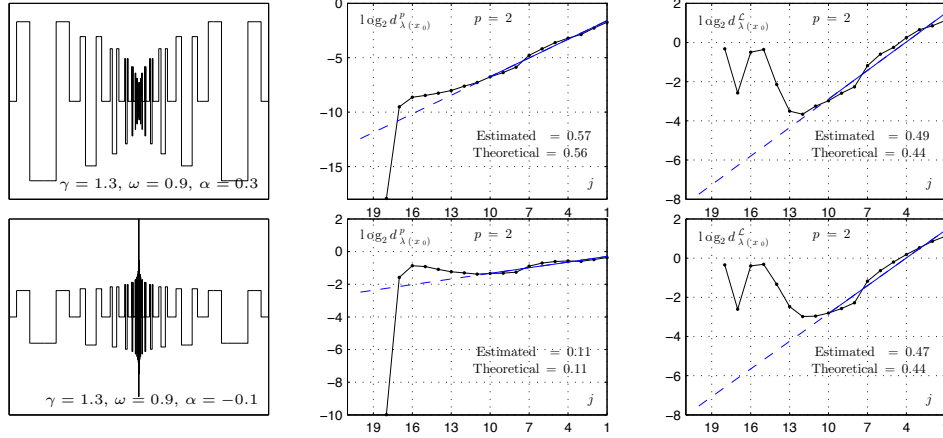 γ = 1.3, ω = 0.9, α = 0.3
log₂ d^p_λ(x₀) p = 2
0
−5
−10
−15
Estimated = 0.57
Theoretical = 0.56
j
19 16 13 10 7 4 1
log₂ d^𝓛_λ(x₀) p = 2
2
0
−2
−4
−6
−8
Estimated = 0.49
Theoretical = 0.44
j
19 16 13 10 7 4 1
γ = 1.3, ω = 0.9, α = −0.1
log₂ d^p_λ(x₀) p = 2
2
0
−2
−4
−6
−8
−10
Estimated = 0.11
Theoretical = 0.11
j
19 16 13 10 7 4 1
log₂ d^𝓛_λ(x₀) p = 2
2
0
−2
−4
−6
−8
Estimated = 0.47
Theoretical = 0.44
j
19 16 13 10 7 4